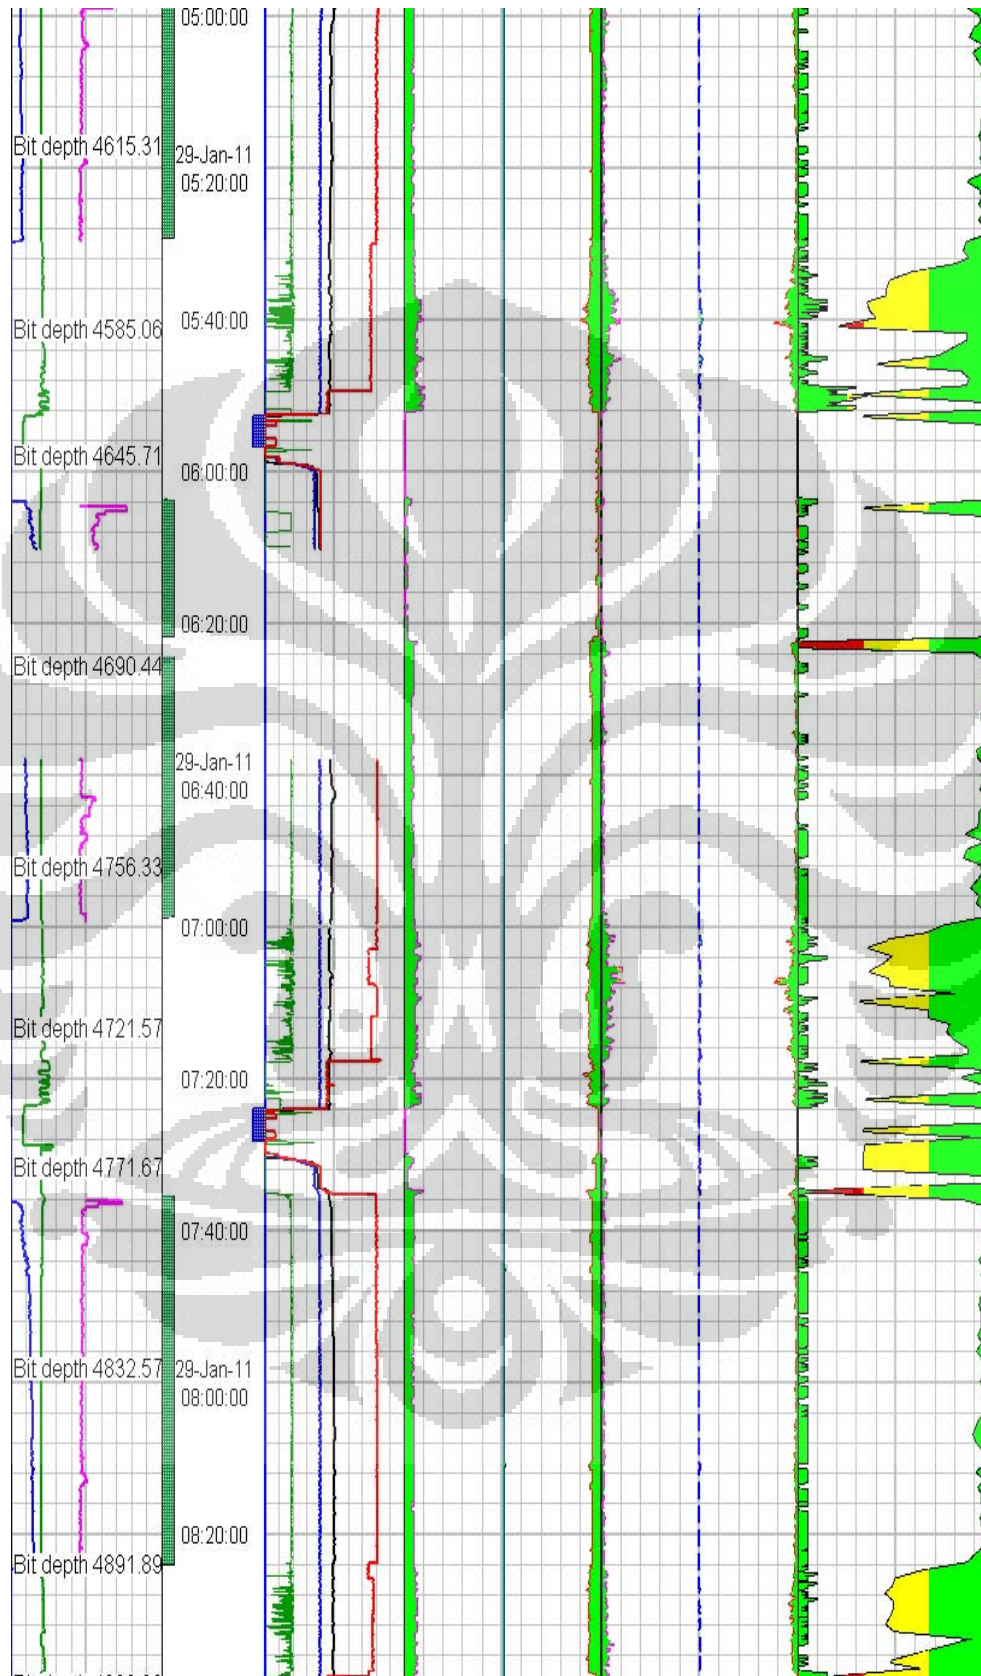 05:00:00
Bit depth 4615.31
29-Jan-11
05:20:00
05:40:00
Bit depth 4585.06
Bit depth 4645.71
06:00:00
06:20:00
Bit depth 4690.44
29-Jan-11
06:40:00
Bit depth 4756.33
07:00:00
Bit depth 4721.57
07:20:00
Bit depth 4771.67
07:40:00
Bit depth 4832.57
29-Jan-11
08:00:00
08:20:00
Bit depth 4891.89